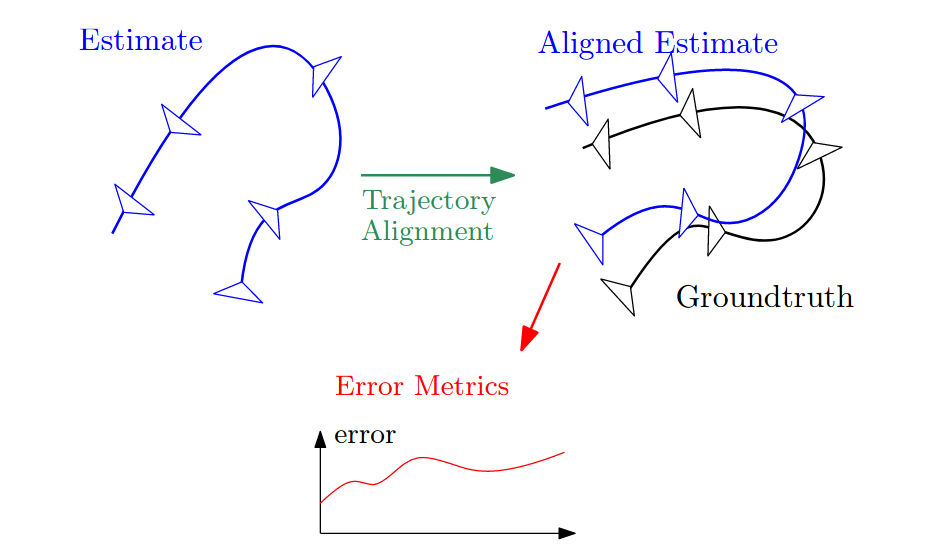 Estimate
Aligned Estimate
Trajectory
Alignment
Groundtruth
Error Metrics
error